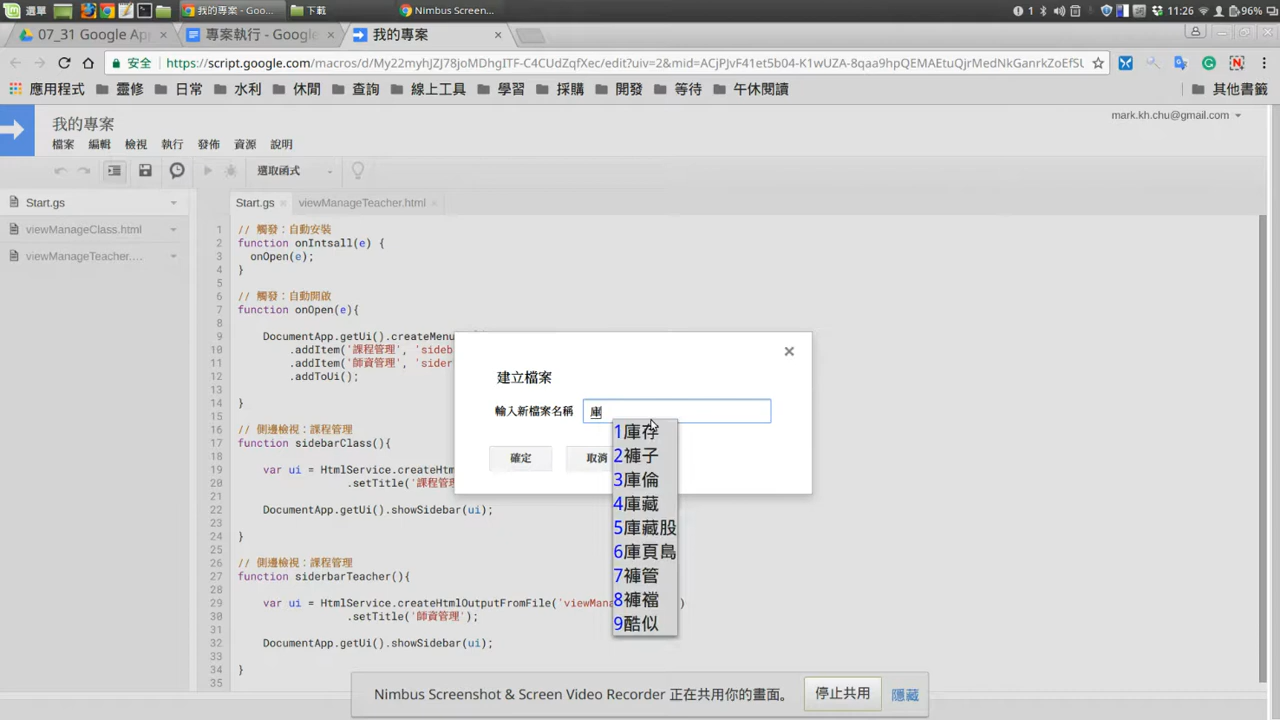 選單
我的專案 - Goo...
下載
Nimbus Screen...
1
11:26
96%
07_31 Google Ap
專案執行 - Google
我的專案
安全
https://script.google.com/macros/d/
應用程式
靈修
日常
水利
休閒
查詢
線上工具
學習
採購
開發
等待
午休閱讀
其他書籤
我的專案
mark.kh.chu@gmail.com
檔案 編輯 檢視 執行 發佈 資源 說明
選取函式
Start.gs
viewManageClass.html
viewManageTeacher....
Start.gs
viewManageTeacher.html
1 // 觸發：自動安裝
2 function onIntsall(e) {
3 onOpen(e);
4 }
5
6 // 觸發：自動開啟
7 function onOpen(e){
8
9 DocumentApp.getUi().createMenu
10 .addItem('課程管理', 'sideb
11 .addItem('師資管理', 'sider
12 .addToUi();
13
14 }
15
16 // 側邊檢視：課程管理
17 function sidebarClass(){
18
19 var ui = HtmlService.createHtm
20 .setTitle('課程管
21
22 DocumentApp.getUi().showSidebar(ui);
23
24 }
25
26 // 側邊檢視：課程管理
27 function siderbarTeacher(){
28
29 var ui = HtmlService.createHtmlOutputFromFile('viewMana )
30 .setTitle('師資管理');
31
32 DocumentApp.getUi().showSidebar(ui);
33
34 }
35
建立檔案
輸入新檔案名稱 庫
確定
取消
1庫存
2褲子
3庫倫
4庫藏
5庫藏股
6庫頁島
7褲管
8褲襠
9酷似
Nimbus Screenshot & Screen Video Recorder 正在共用你的畫面。
停止共用
隱藏